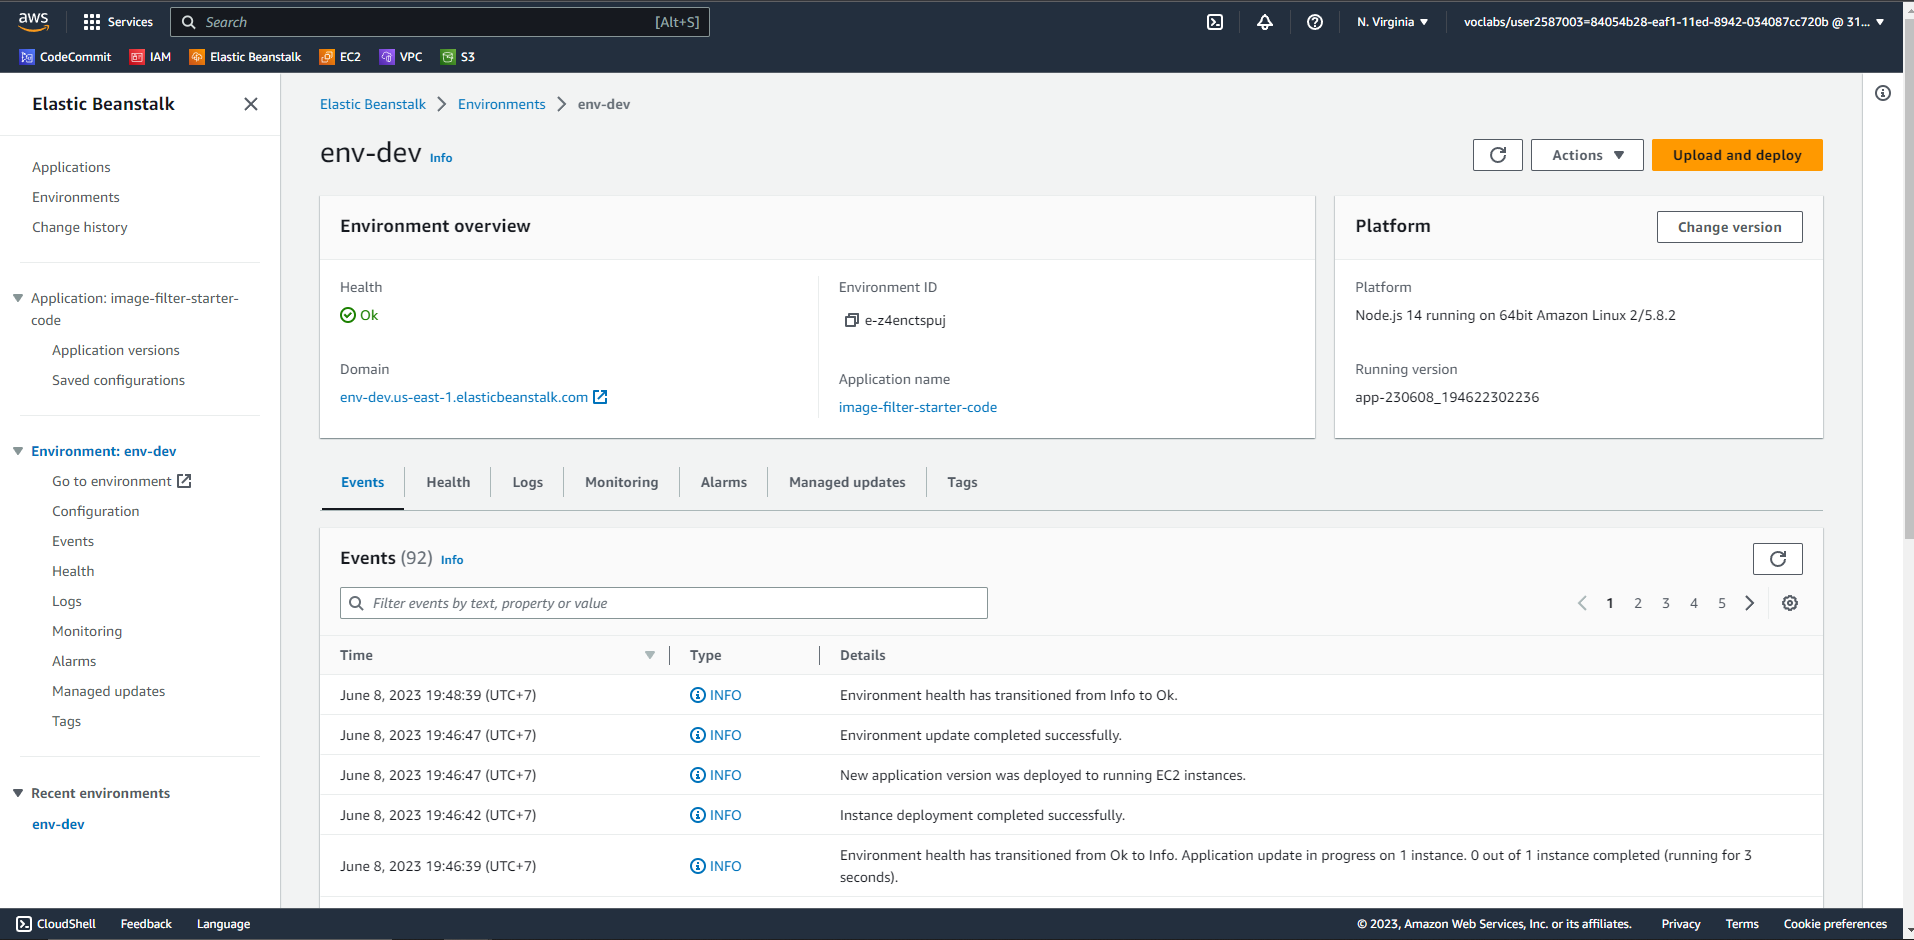 aws
Services
Search
[Alt+S]
N. Virginia
voclabs/user2587003=84054b28-eaf1-11ed-8942-034087cc720b @ 31...
CodeCommit
IAM
Elastic Beanstalk
EC2
VPC
S3
Elastic Beanstalk
Applications
Environments
Change history
Application: image-filter-starter-
code
Application versions
Saved configurations
Environment: env-dev
Go to environment
Configuration
Events
Health
Logs
Monitoring
Alarms
Managed updates
Tags
Recent environments
env-dev
Elastic Beanstalk
Environments
env-dev
env-dev Info
Actions
Upload and deploy
Environment overview
Health
Ok
Domain
env-dev.us-east-1.elasticbeanstalk.com
Environment ID
e-z4enctspuj
Application name
image-filter-starter-code
Platform
Change version
Platform
Node.js 14 running on 64bit Amazon Linux 2/5.8.2
Running version
app-230608_194622302236
Events
Health
Logs
Monitoring
Alarms
Managed updates
Tags
Events (92) Info
Filter events by text, property or value
1 2 3 4 5
Time Type Details
June 8, 2023 19:48:39 (UTC+7) INFO Environment health has transitioned from Info to Ok.
June 8, 2023 19:46:47 (UTC+7) INFO Environment update completed successfully.
June 8, 2023 19:46:47 (UTC+7) INFO New application version was deployed to running EC2 instances.
June 8, 2023 19:46:42 (UTC+7) INFO Instance deployment completed successfully.
June 8, 2023 19:46:39 (UTC+7) INFO Environment health has transitioned from Ok to Info. Application update in progress on 1 instance. 0 out of 1 instance completed (running for 3
seconds).
CloudShell
Feedback
Language
© 2023, Amazon Web Services, Inc. or its affiliates.
Privacy
Terms
Cookie preferences